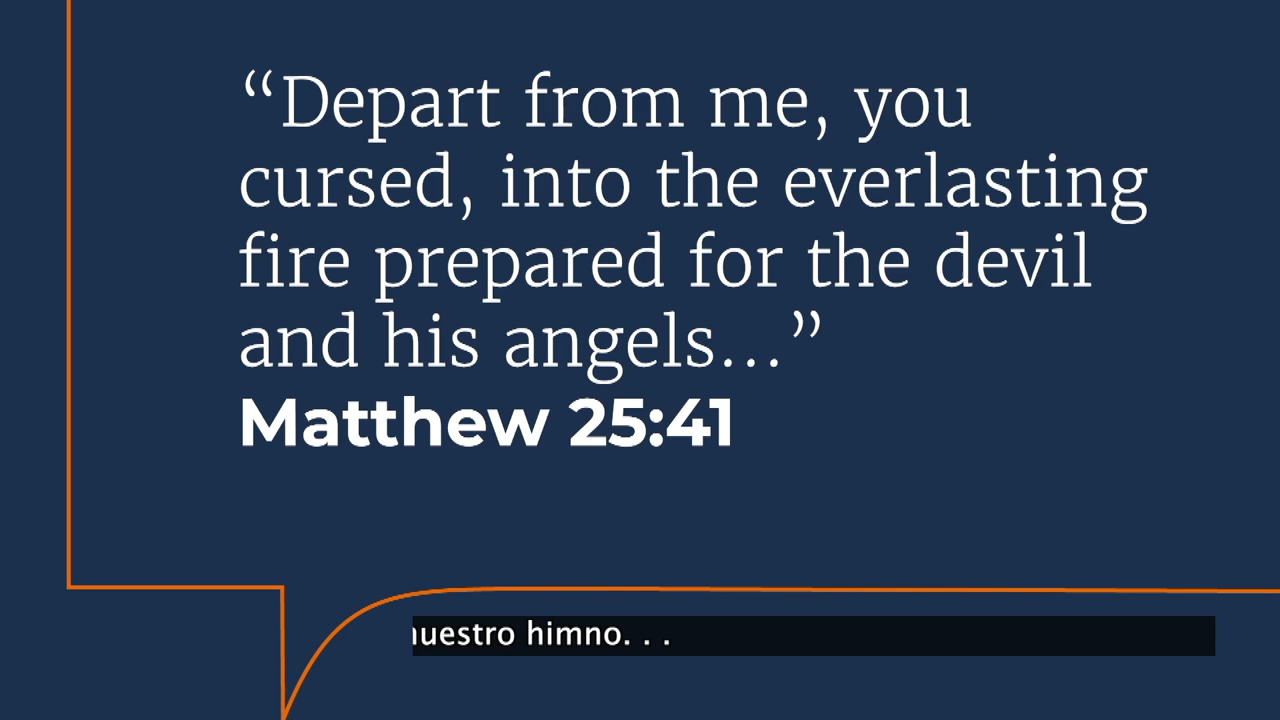 “Depart from me, you
cursed, into the everlasting
fire prepared for the devil
and his angels...”
Matthew 25:41
nuestro himno. . .